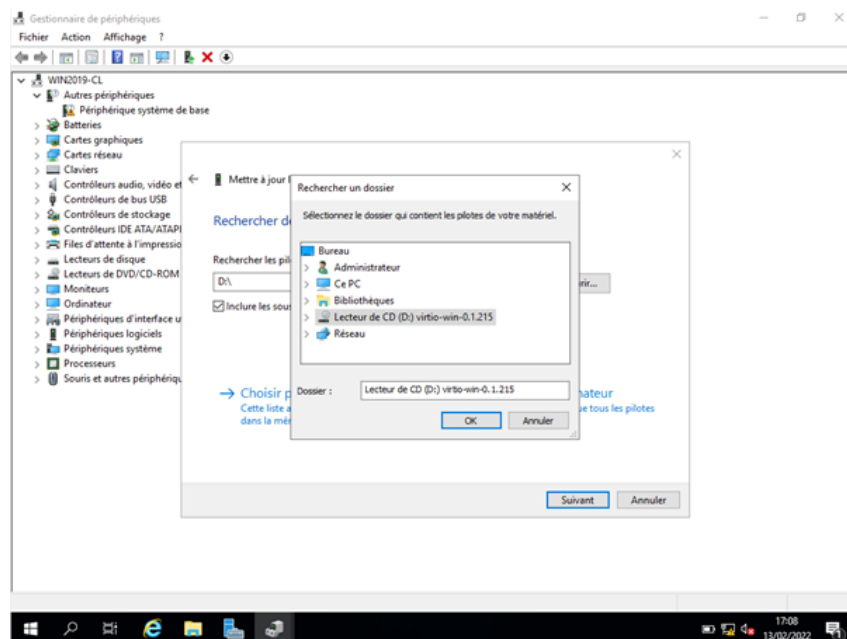 Gestionnaire de périphériques
Fichier Action Affichage ?
WIN2019-CL
Autres périphériques
Périphérique système de base
Batteries
Cartes graphiques
Cartes réseau
Claviers
Contrôleurs audio, vidéo et
Contrôleurs de bus USB
Contrôleurs de stockage
Contrôleurs IDE ATA/ATAPI
Files d'attente à l'impressio
Lecteurs de disque
Lecteurs de DVD/CD-ROM
Moniteurs
Ordinateur
Périphériques d'interface u
Périphériques logiciels
Périphériques système
Processeurs
Souris et autres périphériqu
Mettre à jour l
Rechercher d
Rechercher les pil
D:\
rir...
Inclure les sous
Choisir p
nateur
Cette liste a
ue tous les pilotes
dans la mê
Suivant Annuler
Rechercher un dossier
Sélectionnez le dossier qui contient les pilotes de votre matériel.
Bureau
Administrateur
Ce PC
Bibliothèques
Lecteur de CD (D:) virtio-win-0.1.215
Réseau
Dossier : Lecteur de CD (D:) virtio-win-0.1.215
OK Annuler
17:08
13/02/2022